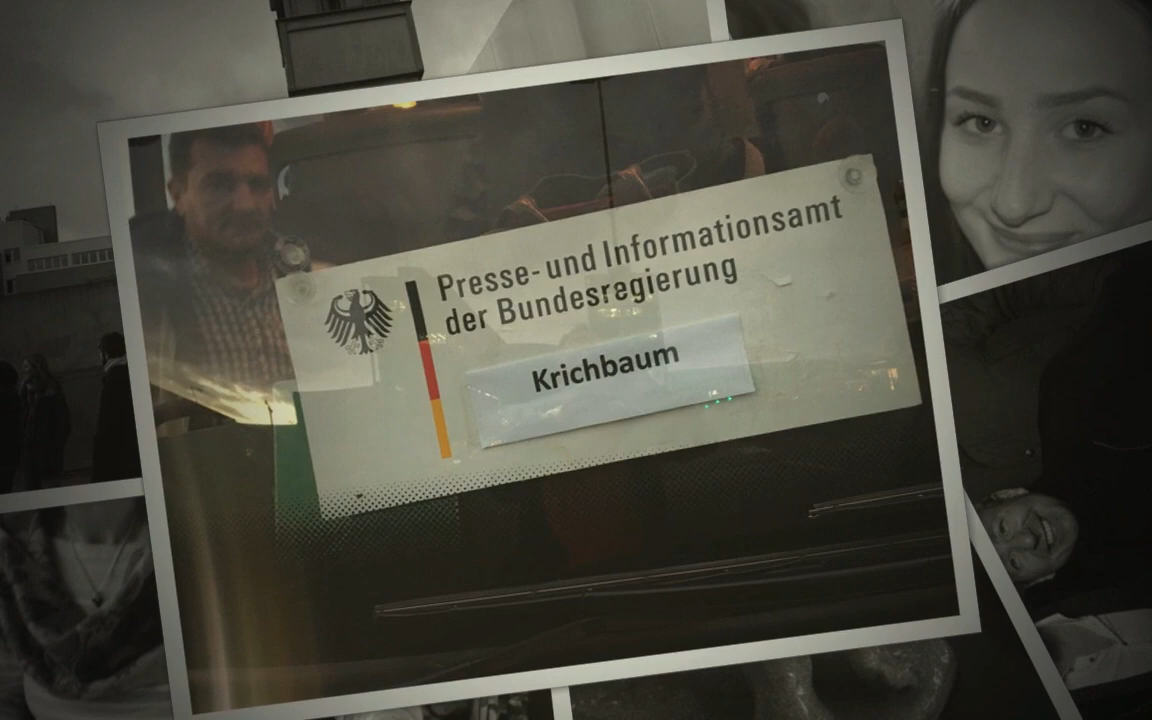 Presse- und Informationsamt
der Bundesregierung
Krichbaum